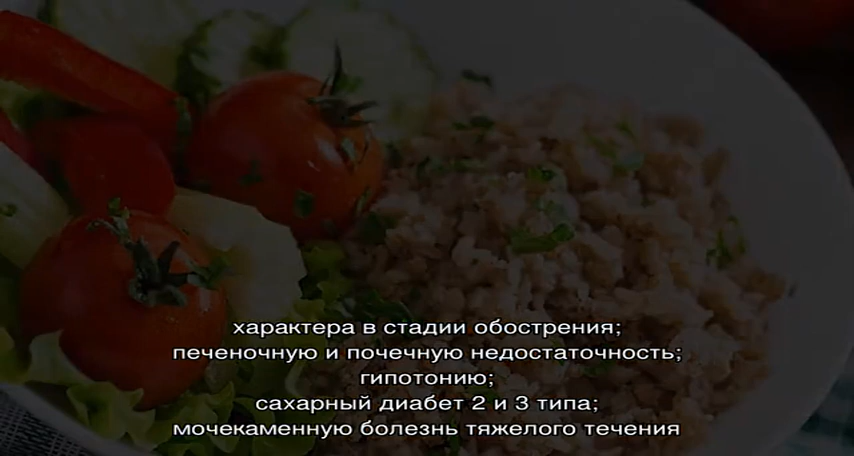 характера в стадии обострения;
печеночную и почечную недостаточность;
гипотонию;
сахарный диабет 2 и 3 типа;
мочекаменную болезнь тяжелого течения